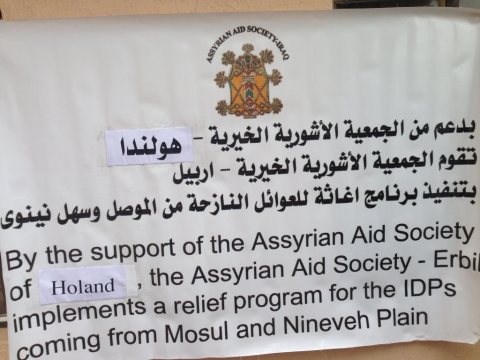 ASSYRIAN AID SOCIETY-IRAQ
بدعم من الجمعية الآشورية الخيرية - هولندا
تقوم الجمعية الآشورية الخيرية - اربيل
بتنفيذ برنامج اغاثة للعوائل النازحة من الموصل وسهل نينوى
By the support of the Assyrian Aid Society
of Holand, the Assyrian Aid Society - Erbil
implements a relief program for the IDPs
coming from Mosul and Nineveh Plain